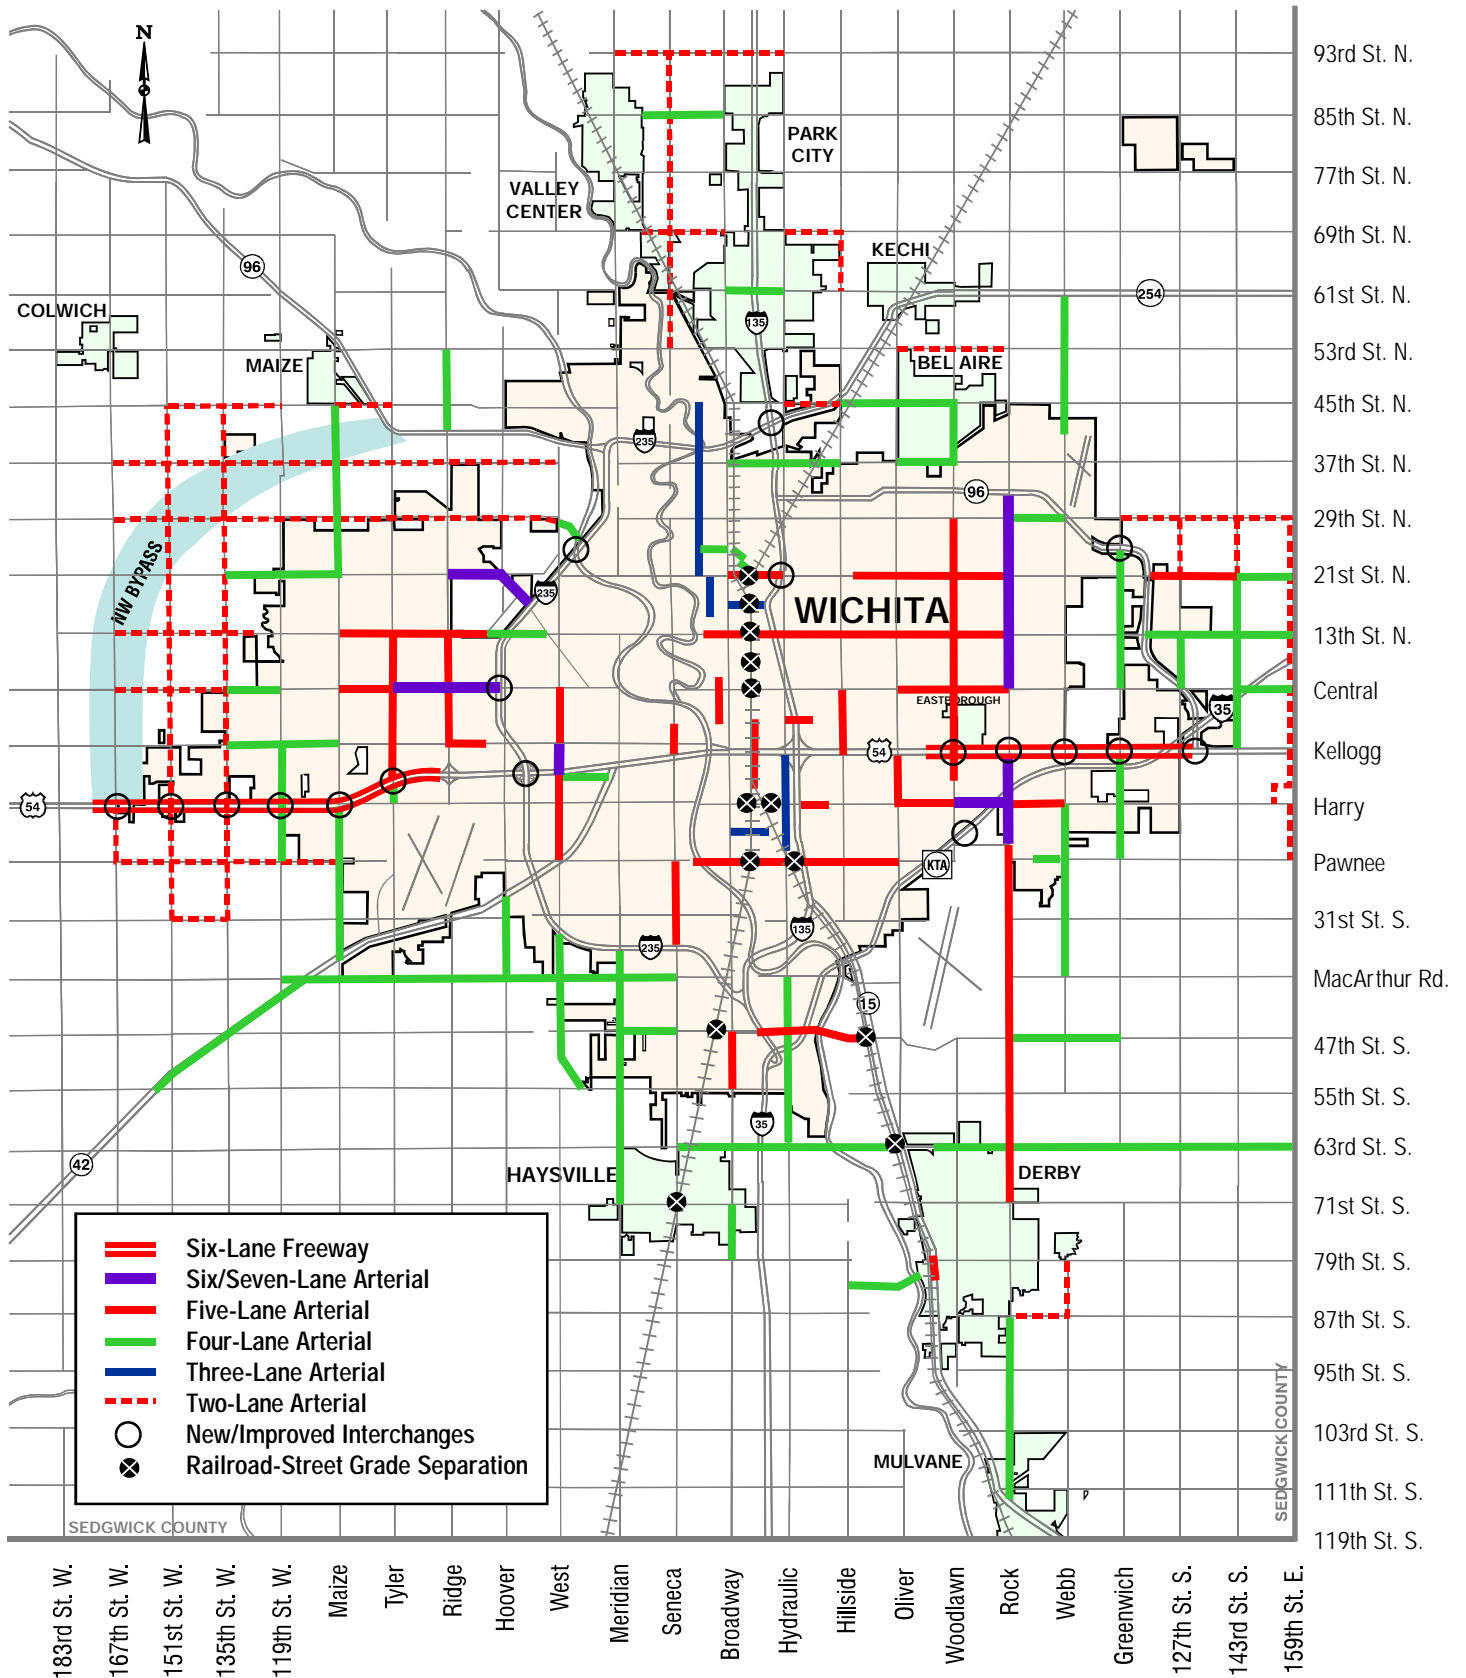 N
93rd St. N.
85th St. N.
PARK
CITY
77th St. N.
VALLEY
CENTER
69th St. N.
KECHI
96
61st St. N.
254
COLWICH
135
53rd St. N.
MAIZE
BEL AIRE
45th St. N.
235
37th St. N.
96
29th St. N.
NW BYPASS
21st St. N.
235
WICHITA
13th St. N.
Central
EASTBOROUGH
35
54
Kellogg
54
Harry
KTA
Pawnee
31st St. S.
135
235
MacArthur Rd.
15
47th St. S.
55th St. S.
35
63rd St. S.
42
HAYSVILLE
DERBY
71st St. S.
Six-Lane Freeway
Six/Seven-Lane Arterial
Five-Lane Arterial
Four-Lane Arterial
Three-Lane Arterial
Two-Lane Arterial
New/Improved Interchanges
Railroad-Street Grade Separation
79th St. S.
87th St. S.
95th St. S.
103rd St. S.
MULVANE
111th St. S.
SEDGWICK COUNTY
SEDGWICK COUNTY
119th St. S.
183rd St. W.
167th St. W.
151st St. W.
135th St. W.
119th St. W.
Maize
Tyler
Ridge
Hoover
West
Meridian
Seneca
Broadway
Hydraulic
Hillside
Oliver
Woodlawn
Rock
Webb
Greenwich
127th St. S.
143rd St. S.
159th St. E.